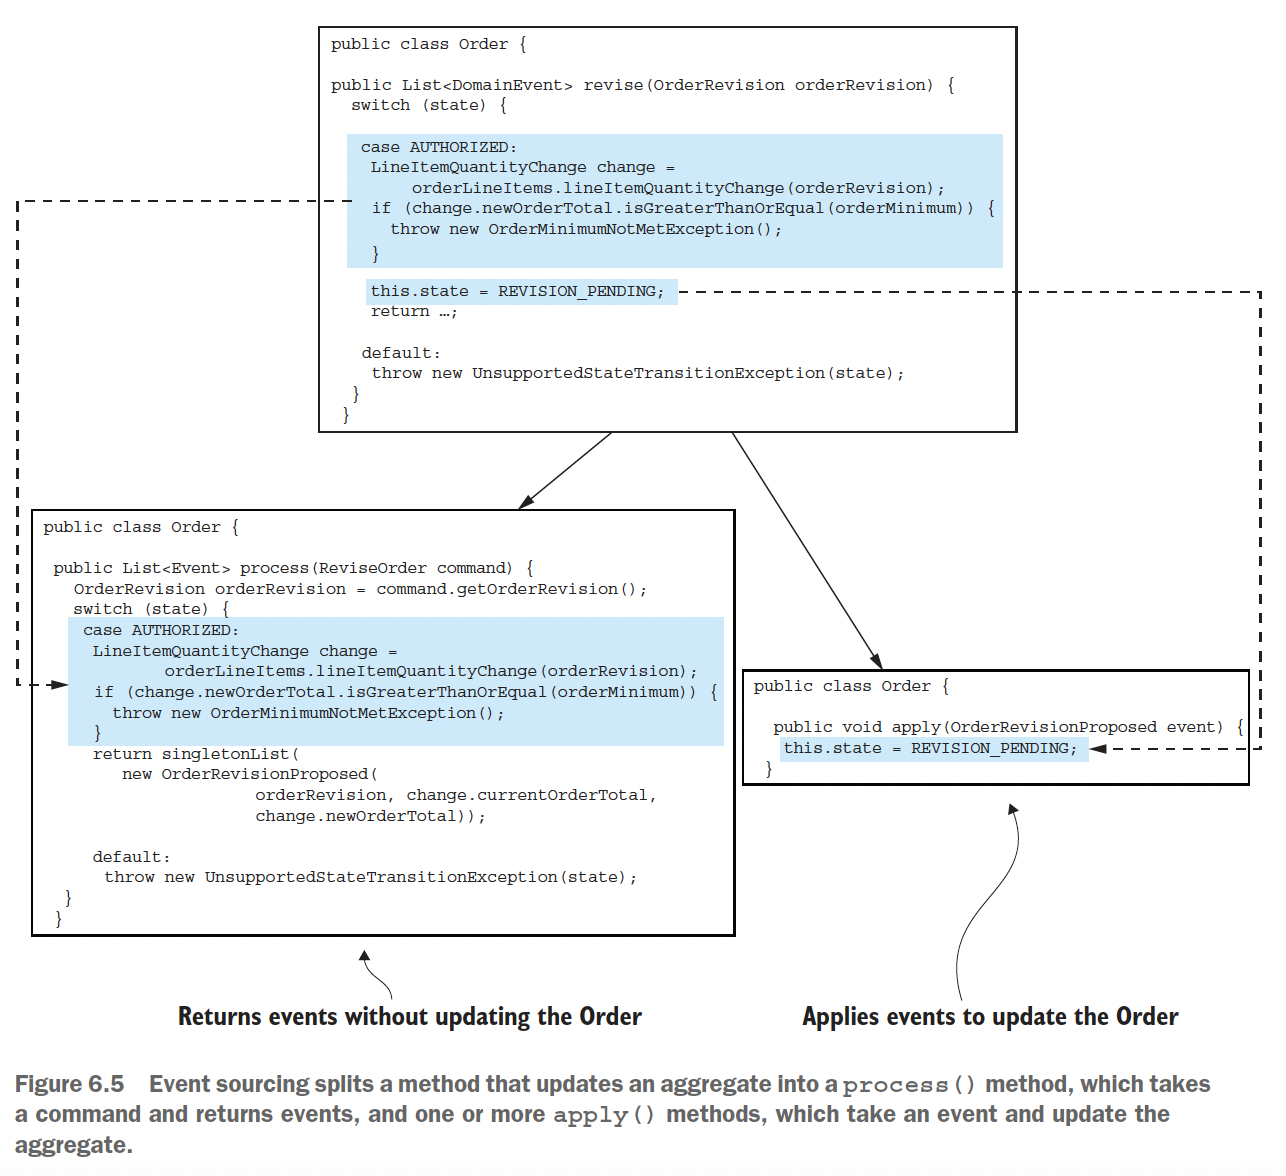 public class Order {
public List<DomainEvent> revise(OrderRevision orderRevision) {
switch (state) {
case AUTHORIZED:
LineItemQuantityChange change =
orderLineItems.lineItemQuantityChange(orderRevision);
if (change.newOrderTotal.isGreaterThanOrEqual(orderMinimum)) {
throw new OrderMinimumNotMetException();
}
this.state = REVISION_PENDING;
return …;
default:
throw new UnsupportedStateTransitionException(state);
}
}
public class Order {
public List<Event> process(ReviseOrder command) {
OrderRevision orderRevision = command.getOrderRevision();
switch (state) {
case AUTHORIZED:
LineItemQuantityChange change =
orderLineItems.lineItemQuantityChange(orderRevision);
if (change.newOrderTotal.isGreaterThanOrEqual(orderMinimum)) {
throw new OrderMinimumNotMetException();
}
return singletonList(
new OrderRevisionProposed(
orderRevision, change.currentOrderTotal,
change.newOrderTotal));
default:
throw new UnsupportedStateTransitionException(state);
}
}
public class Order {
public void apply(OrderRevisionProposed event) {
this.state = REVISION_PENDING;
}
Returns events without updating the Order
Applies events to update the Order
Figure 6.5 Event sourcing splits a method that updates an aggregate into a process() method, which takes
a command and returns events, and one or more apply() methods, which take an event and update the
aggregate.